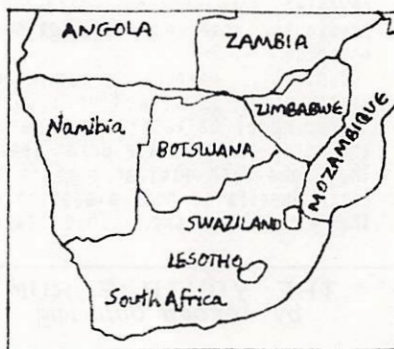 ANGOLA
ZAMBIA
ZIMBABWE
Namibia
BOTSWANA
MOZAMBIQUE
SWAZILAND
LESOTHO
South Africa